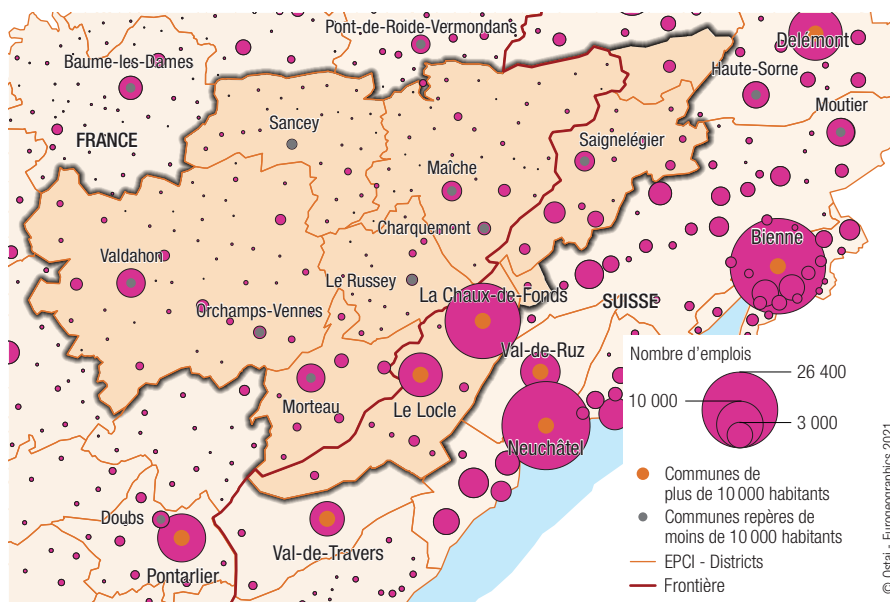 Pont-de-Roide-Vermondans
Delémont
Baume-les-Dames
Haute-Sorne
Moutier
Sancey
FRANCE
Saignelégier
Maîche
Charquemont
Bienne
Valdahon
Le Russey
La Chaux-de-Fonds
SUISSE
Orchamps-Vennes
Val-de-Ruz
Morteau
Le Locle
Neuchâtel
Doubs
Val-de-Travers
Pontarlier
Nombre d'emplois
26 400
10 000
3 000
Communes de
plus de 10 000 habitants
Communes repères de
moins de 10 000 habitants
EPCI - Districts
Frontière
© Ostaj - Eurogeographics 2021